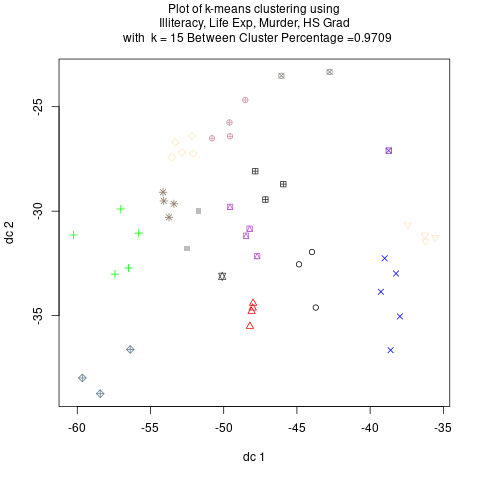 Plot of k-means clustering using
Illiteracy, Life Exp, Murder, HS Grad
with  k = 15 Between Cluster Percentage =0.9709
-25
-30
-35
dc 2
-60 -55 -50 -45 -40 -35
dc 1